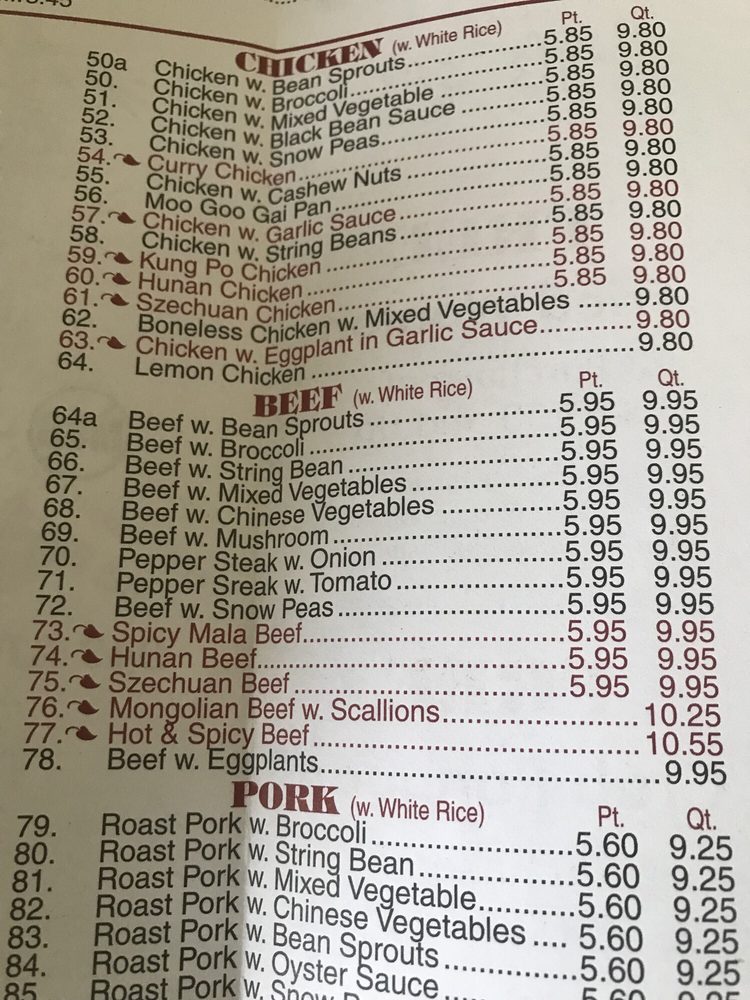 CHICKEN (w. White Rice) Pt. Qt.
50a Chicken w. Bean Sprouts 5.85 9.80
50. Chicken w. Broccoli 5.85 9.80
51. Chicken w. Mixed Vegetable 5.85 9.80
52. Chicken w. Black Bean Sauce 5.85 9.80
53. Chicken w. Snow Peas 5.85 9.80
54. Curry Chicken 5.85 9.80
55. Chicken w. Cashew Nuts 5.85 9.80
56. Moo Goo Gai Pan 5.85 9.80
57. Chicken w. Garlic Sauce 5.85 9.80
58. Chicken w. String Beans 5.85 9.80
59. Kung Po Chicken 5.85 9.80
60. Hunan Chicken 5.85 9.80
61. Szechuan Chicken 5.85 9.80
62. Boneless Chicken w. Mixed Vegetables 9.80
63. Chicken w. Eggplant in Garlic Sauce 9.80
64. Lemon Chicken 9.80
BEEF (w. White Rice) Pt. Qt.
64a Beef w. Bean Sprouts 5.95 9.95
65. Beef w. Broccoli 5.95 9.95
66. Beef w. String Bean 5.95 9.95
67. Beef w. Mixed Vegetables 5.95 9.95
68. Beef w. Chinese Vegetables 5.95 9.95
69. Beef w. Mushroom 5.95 9.95
70. Pepper Steak w. Onion 5.95 9.95
71. Pepper Sreak w. Tomato 5.95 9.95
72. Beef w. Snow Peas 5.95 9.95
73. Spicy Mala Beef 5.95 9.95
74. Hunan Beef 5.95 9.95
75. Szechuan Beef 5.95 9.95
76. Mongolian Beef w. Scallions 10.25
77. Hot & Spicy Beef 10.55
78. Beef w. Eggplants 9.95
PORK (w. White Rice) Pt. Qt.
79. Roast Pork w. Broccoli 5.60 9.25
80. Roast Pork w. String Bean 5.60 9.25
81. Roast Pork w. Mixed Vegetable 5.60 9.25
82. Roast Pork w. Chinese Vegetables 5.60 9.25
83. Roast Pork w. Bean Sprouts 5.60 9.25
84. Roast Pork w. Oyster Sauce 5.60 9.25
85. Roast Pork w. Snow